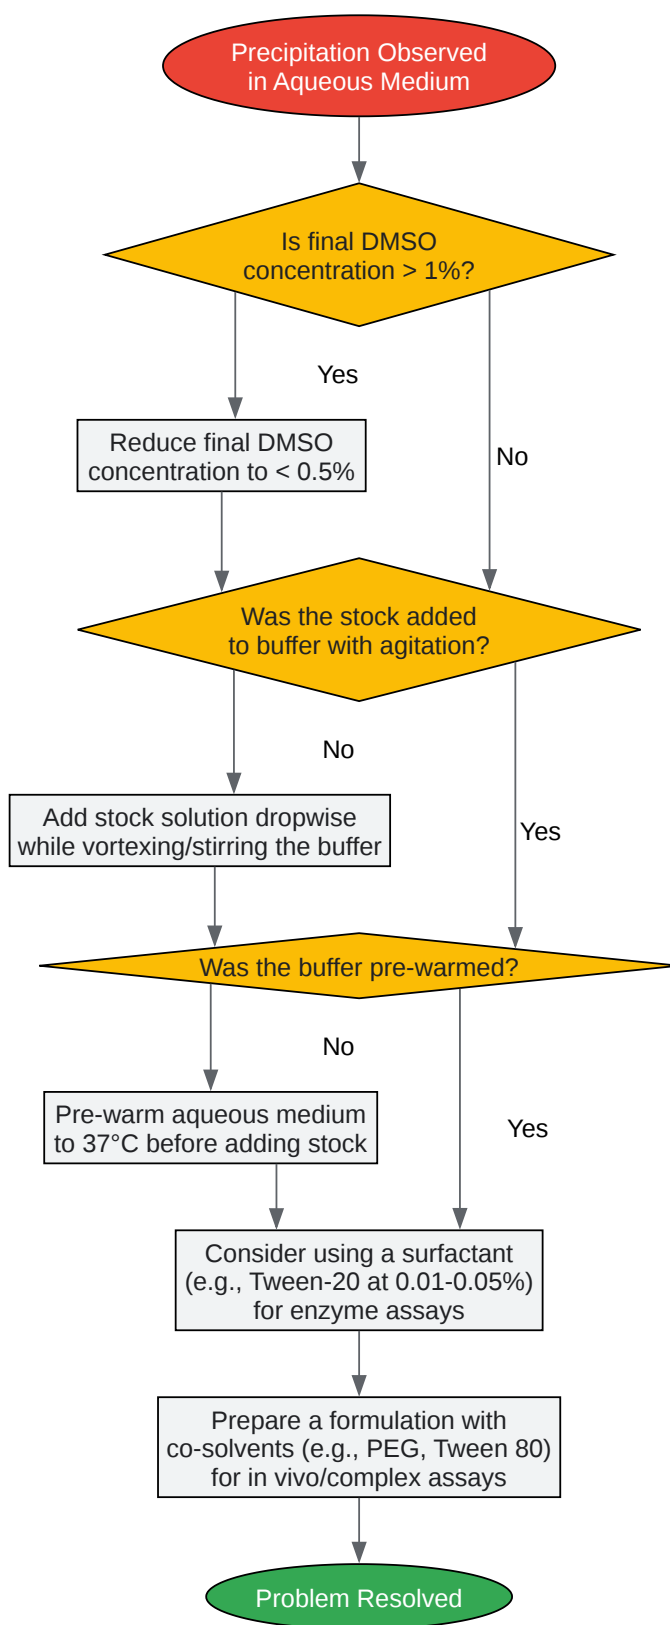 Precipitation Observed
in Aqueous Medium
Is final DMSO
concentration > 1%?
Yes
Reduce final DMSO
concentration to < 0.5%
No
Was the stock added
to buffer with agitation?
No
Add stock solution dropwise
while vortexing/stirring the buffer
Yes
Was the buffer pre-warmed?
No
Pre-warm aqueous medium
to 37°C before adding stock
Yes
Consider using a surfactant
(e.g., Tween-20 at 0.01-0.05%)
for enzyme assays
Prepare a formulation with
co-solvents (e.g., PEG, Tween 80)
for in vivo/complex assays
Problem Resolved